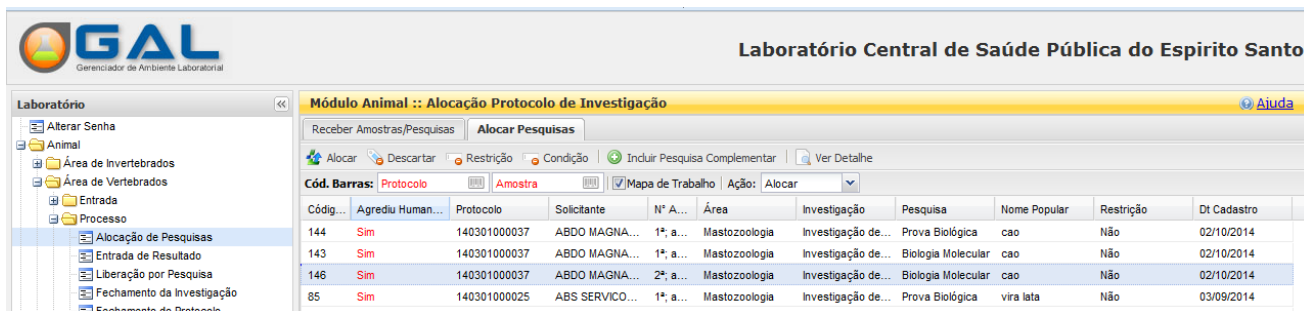 GAL
Gerenciador de Ambiente Laboratorial
Laboratório Central de Saúde Pública do Espirito Santo
Laboratório
Alterar Senha
Animal
Área de Invertebrados
Área de Vertebrados
Entrada
Processo
Alocação de Pesquisas
Entrada de Resultado
Liberação por Pesquisa
Fechamento da Investigação
Fechamento de Protocolo
Módulo Animal :: Alocação Protocolo de Investigação Ajuda
Receber Amostras/Pesquisas Alocar Pesquisas
Alocar Descartar Restrição Condição Incluir Pesquisa Complementar Ver Detalhe
Cód. Barras: Protocolo Amostra Mapa de Trabalho Ação: Alocar
Códig... Agrediu Human... Protocolo Solicitante N° A... Área Investigação Pesquisa Nome Popular Restrição Dt Cadastro
144 Sim 140301000037 ABDO MAGNA... 1ª; a... Mastozoologia Investigação de... Prova Biológica cao Não 02/10/2014
143 Sim 140301000037 ABDO MAGNA... 1ª; a... Mastozoologia Investigação de... Biologia Molecular cao Não 02/10/2014
146 Sim 140301000037 ABDO MAGNA... 2ª; a... Mastozoologia Investigação de... Biologia Molecular cao Não 02/10/2014
85 Sim 140301000025 ABS SERVICO... 1ª; a... Mastozoologia Investigação de... Prova Biológica vira lata Não 03/09/2014